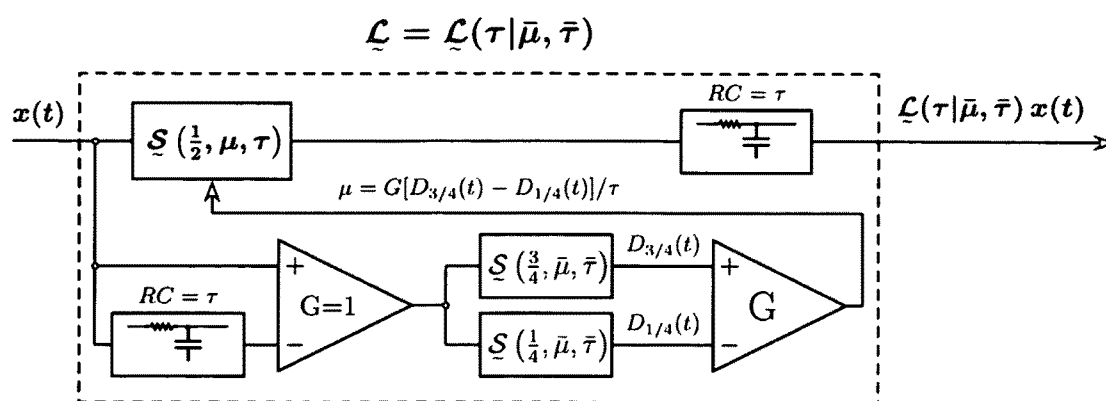 𝓛 = 𝓛(τ|μ̄, τ̄)
x(t)
𝓢 (1/2, μ, τ)
RC = τ
𝓛(τ|μ̄, τ̄) x(t)
μ = G[D_{3/4}(t) − D_{1/4}(t)]/τ
+
G=1
−
RC = τ
𝓢 (3/4, μ̄, τ̄)
D_{3/4}(t)
𝓢 (1/4, μ̄, τ̄)
D_{1/4}(t)
+
G
−